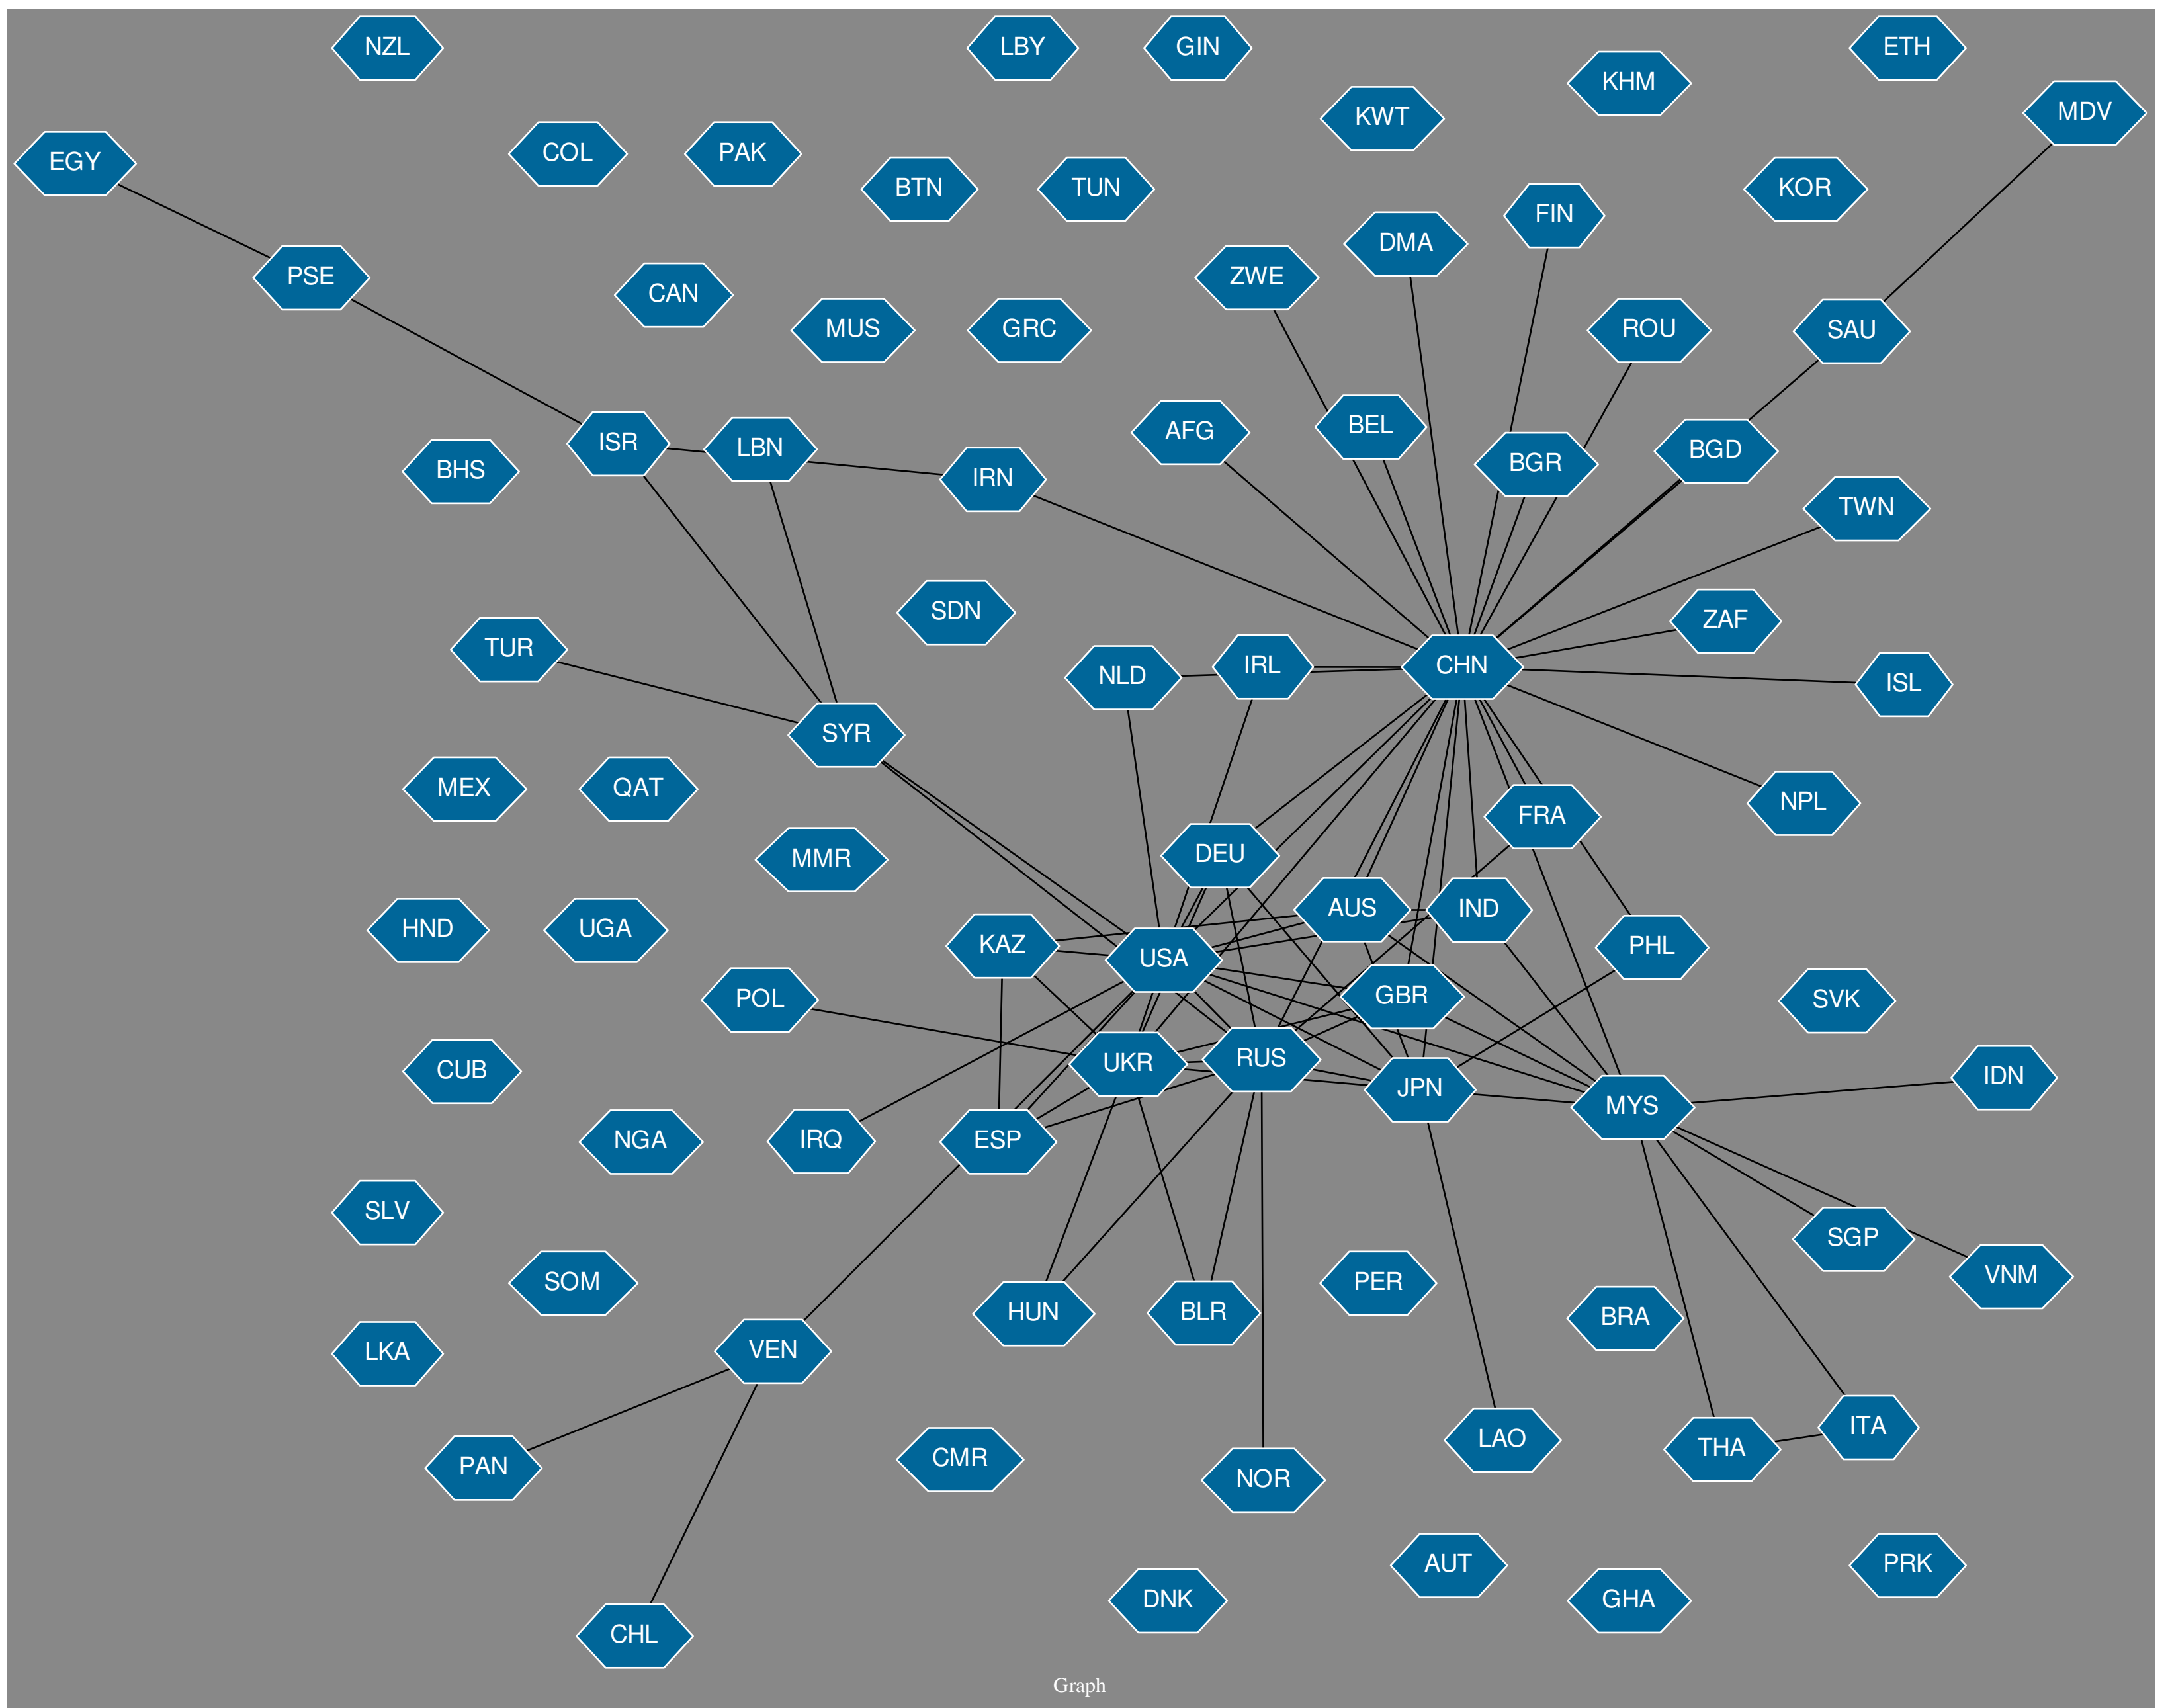 NZL
LBY
GIN
ETH
KHM
MDV
KWT
EGY
COL
PAK
BTN
TUN
KOR
FIN
DMA
PSE
ZWE
CAN
MUS
GRC
ROU
SAU
BEL
AFG
ISR
LBN
BGD
BGR
BHS
IRN
TWN
SDN
ZAF
TUR
IRL
CHN
NLD
ISL
SYR
MEX
QAT
NPL
FRA
DEU
MMR
AUS
IND
HND
UGA
KAZ
PHL
USA
POL
GBR
SVK
RUS
UKR
CUB
IDN
JPN
MYS
NGA
IRQ
ESP
SLV
SGP
VNM
SOM
PER
HUN
BLR
BRA
LKA
VEN
ITA
LAO
THA
CMR
PAN
NOR
AUT
PRK
DNK
GHA
CHL
Graph